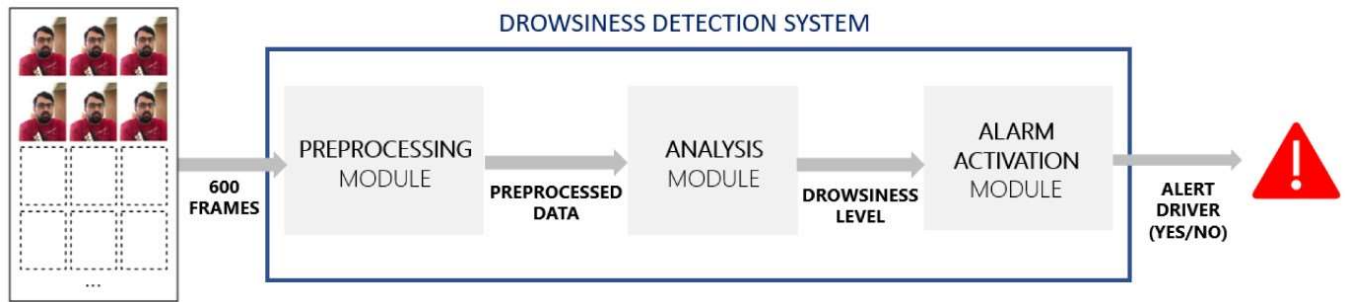 DROWSINESS DETECTION SYSTEM
...
600
FRAMES
PREPROCESSING
MODULE
PREPROCESSED
DATA
ANALYSIS
MODULE
DROWSINESS
LEVEL
ALARM
ACTIVATION
MODULE
ALERT
DRIVER
(YES/NO)
!